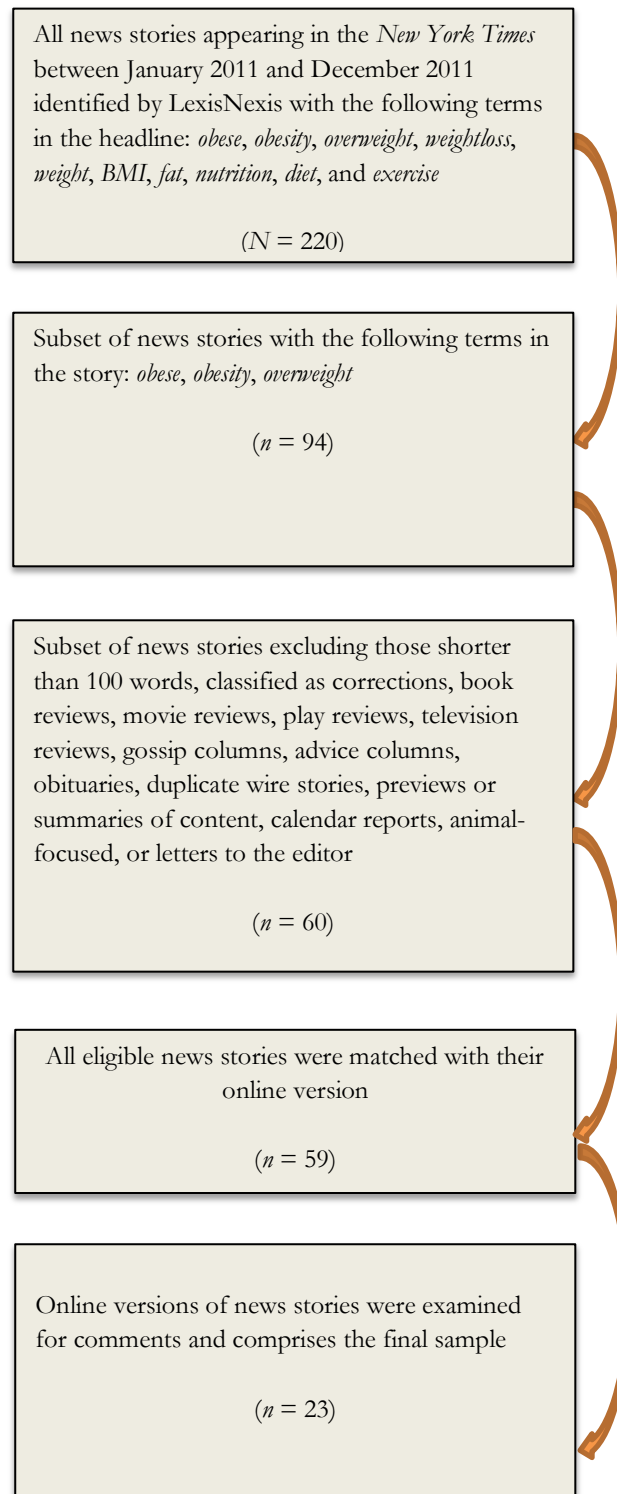 All news stories appearing in the New York Times
between January 2011 and December 2011
identified by LexisNexis with the following terms
in the headline: obese, obesity, overweight, weightloss,
weight, BMI, fat, nutrition, diet, and exercise
(N = 220)
Subset of news stories with the following terms in
the story: obese, obesity, overweight
(n = 94)
Subset of news stories excluding those shorter
than 100 words, classified as corrections, book
reviews, movie reviews, play reviews, television
reviews, gossip columns, advice columns,
obituaries, duplicate wire stories, previews or
summaries of content, calendar reports, animal-
focused, or letters to the editor
(n = 60)
All eligible news stories were matched with their
online version
(n = 59)
Online versions of news stories were examined
for comments and comprises the final sample
(n = 23)